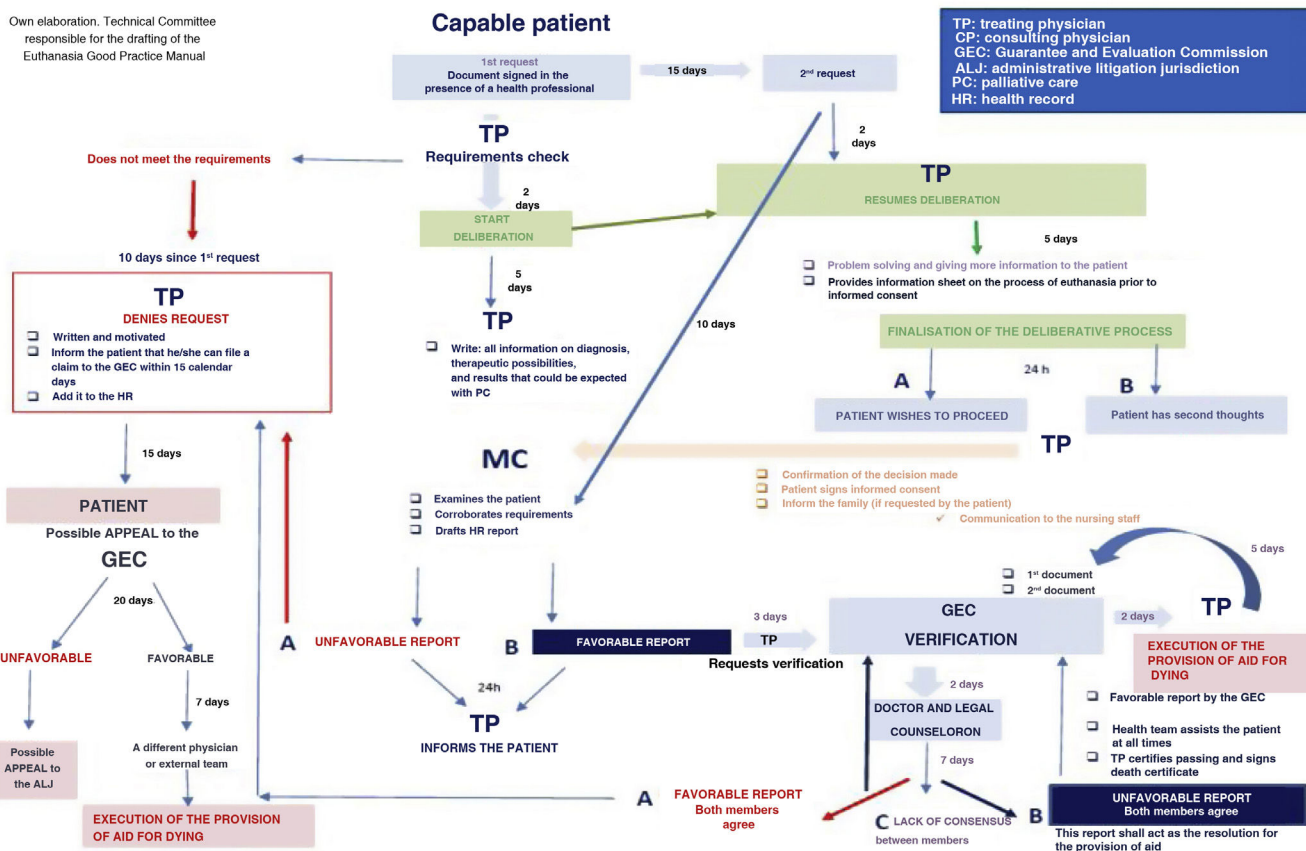 Own elaboration. Technical Committee
responsible for the drafting of the
Euthanasia Good Practice Manual
Capable patient
TP: treating physician
CP: consulting physician
GEC: Guarantee and Evaluation Commission
ALJ: administrative litigation jurisdiction
PC: palliative care
HR: health record
1st request
Document signed in the
presence of a health professional
15 days
2nd request
TP
Requirements check
2
days
Does not meet the requirements
2
days
TP
RESUMES DELIBERATION
START
DELIBERATION
5 days
10 days since 1st request
Problem solving and giving more information to the patient
Provides information sheet on the process of euthanasia prior to
informed consent
5
days
TP
DENIES REQUEST
Written and motivated
Inform the patient that he/she can file a
claim to the GEC within 15 calendar
days
Add it to the HR
TP
Write: all information on diagnosis,
therapeutic possibilities,
and results that could be expected
with PC
10 days
FINALISATION OF THE DELIBERATIVE PROCESS
A
24 h
B
PATIENT WISHES TO PROCEED
Patient has second thoughts
15 days
MC
TP
Examines the patient
Corroborates requirements
Drafts HR report
Confirmation of the decision made
Patient signs informed consent
Inform the family (if requested by the patient)
✓ Communication to the nursing staff
PATIENT
Possible APPEAL to the
GEC
20 days
5 days
1st document
2nd document
UNFAVORABLE
FAVORABLE
A
UNFAVORABLE REPORT
B
FAVORABLE REPORT
3 days
TP
Requests verification
GEC
VERIFICATION
2 days
TP
EXECUTION OF THE
PROVISION OF AID FOR
DYING
7 days
24h
TP
INFORMS THE PATIENT
2 days
DOCTOR AND LEGAL
COUNSELORON
Favorable report by the GEC
Health team assists the patient
at all times
TP certifies passing and signs
death certificate
Possible
APPEAL to
the ALJ
A different physician
or external team
7 days
EXECUTION OF THE PROVISION
OF AID FOR DYING
A
FAVORABLE REPORT
Both members
agree
C LACK OF CONSENSUS
between members
B
UNFAVORABLE REPORT
Both members agree
This report shall act as the resolution for
the provision of aid